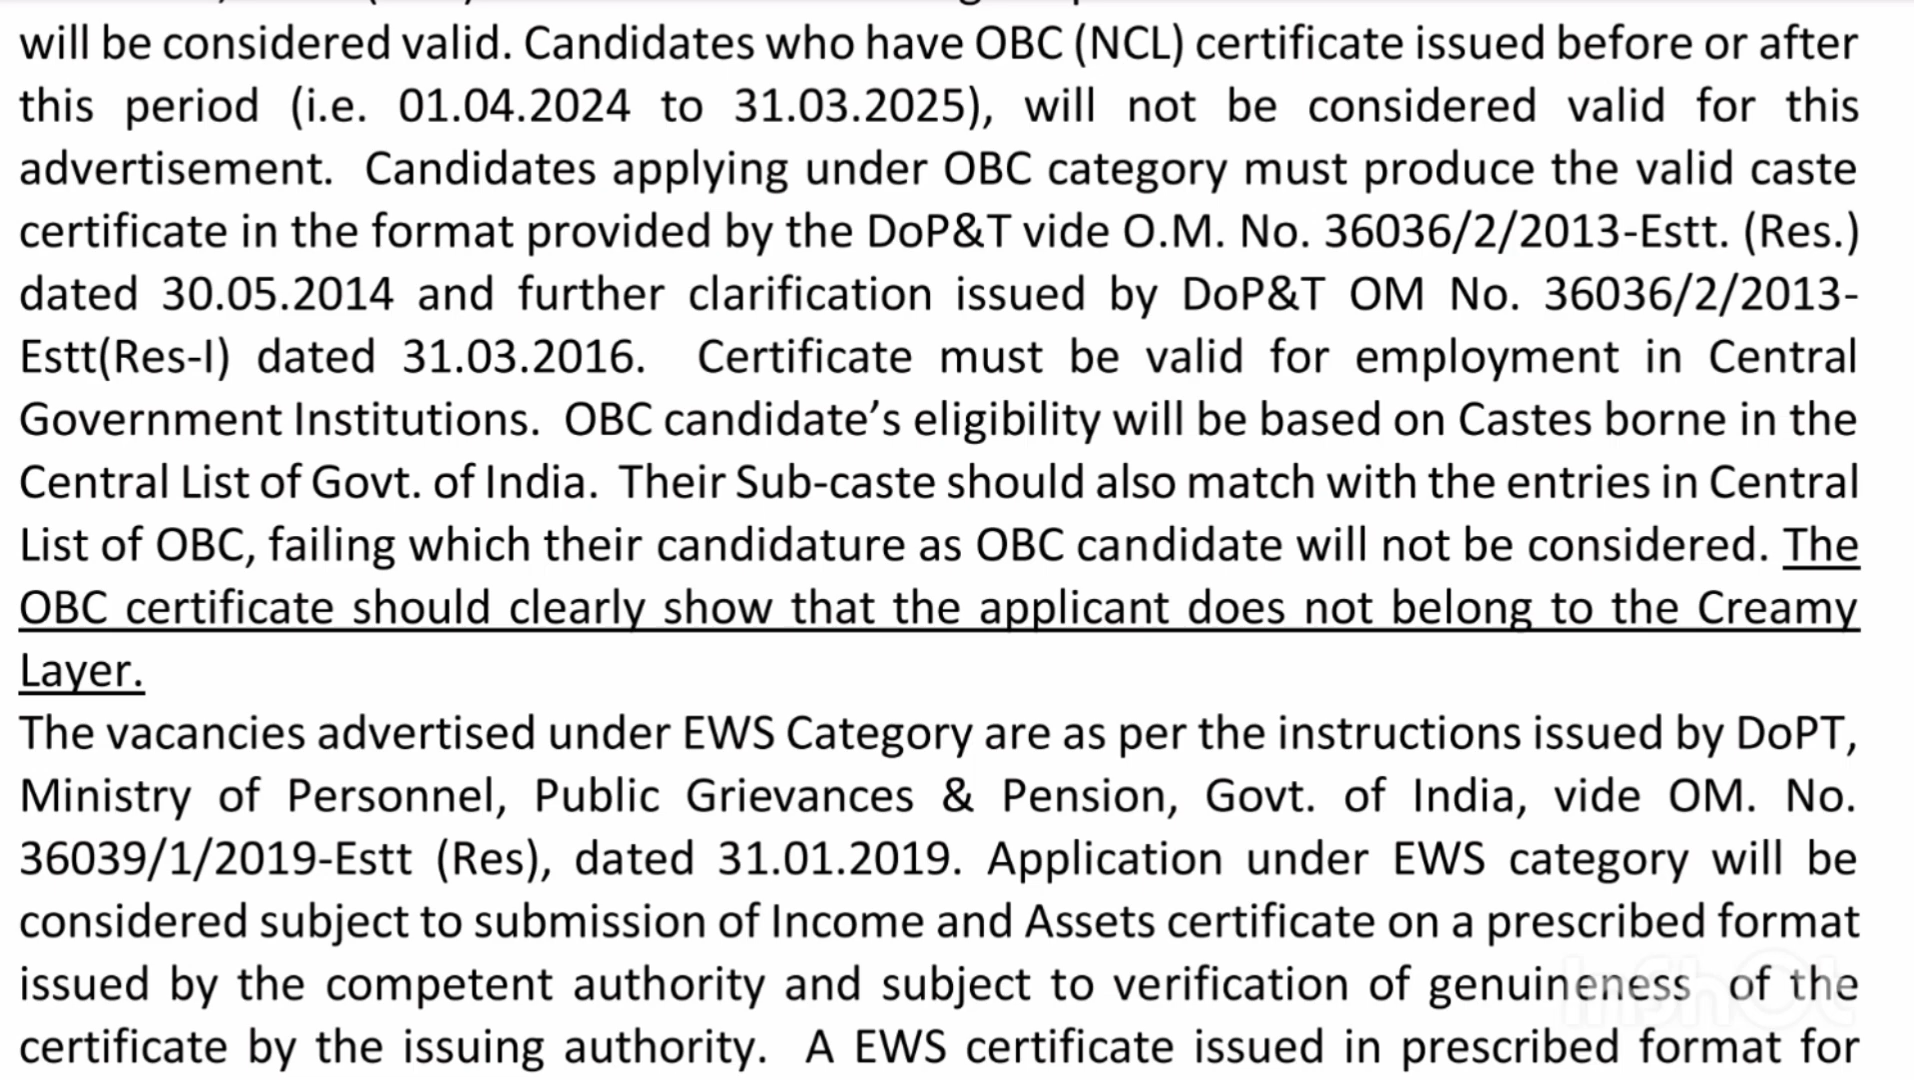 will be considered valid. Candidates who have OBC (NCL) certificate issued before or after
this period (i.e. 01.04.2024 to 31.03.2025), will not be considered valid for this
advertisement. Candidates applying under OBC category must produce the valid caste
certificate in the format provided by the DoP&T vide O.M. No. 36036/2/2013-Estt. (Res.)
dated 30.05.2014 and further clarification issued by DoP&T OM No. 36036/2/2013-
Estt(Res-I) dated 31.03.2016. Certificate must be valid for employment in Central
Government Institutions. OBC candidate’s eligibility will be based on Castes borne in the
Central List of Govt. of India. Their Sub-caste should also match with the entries in Central
List of OBC, failing which their candidature as OBC candidate will not be considered. The
OBC certificate should clearly show that the applicant does not belong to the Creamy
Layer.
The vacancies advertised under EWS Category are as per the instructions issued by DoPT,
Ministry of Personnel, Public Grievances & Pension, Govt. of India, vide OM. No.
36039/1/2019-Estt (Res), dated 31.01.2019. Application under EWS category will be
considered subject to submission of Income and Assets certificate on a prescribed format
issued by the competent authority and subject to verification of genuineness of the
certificate by the issuing authority. A EWS certificate issued in prescribed format for
InShOt